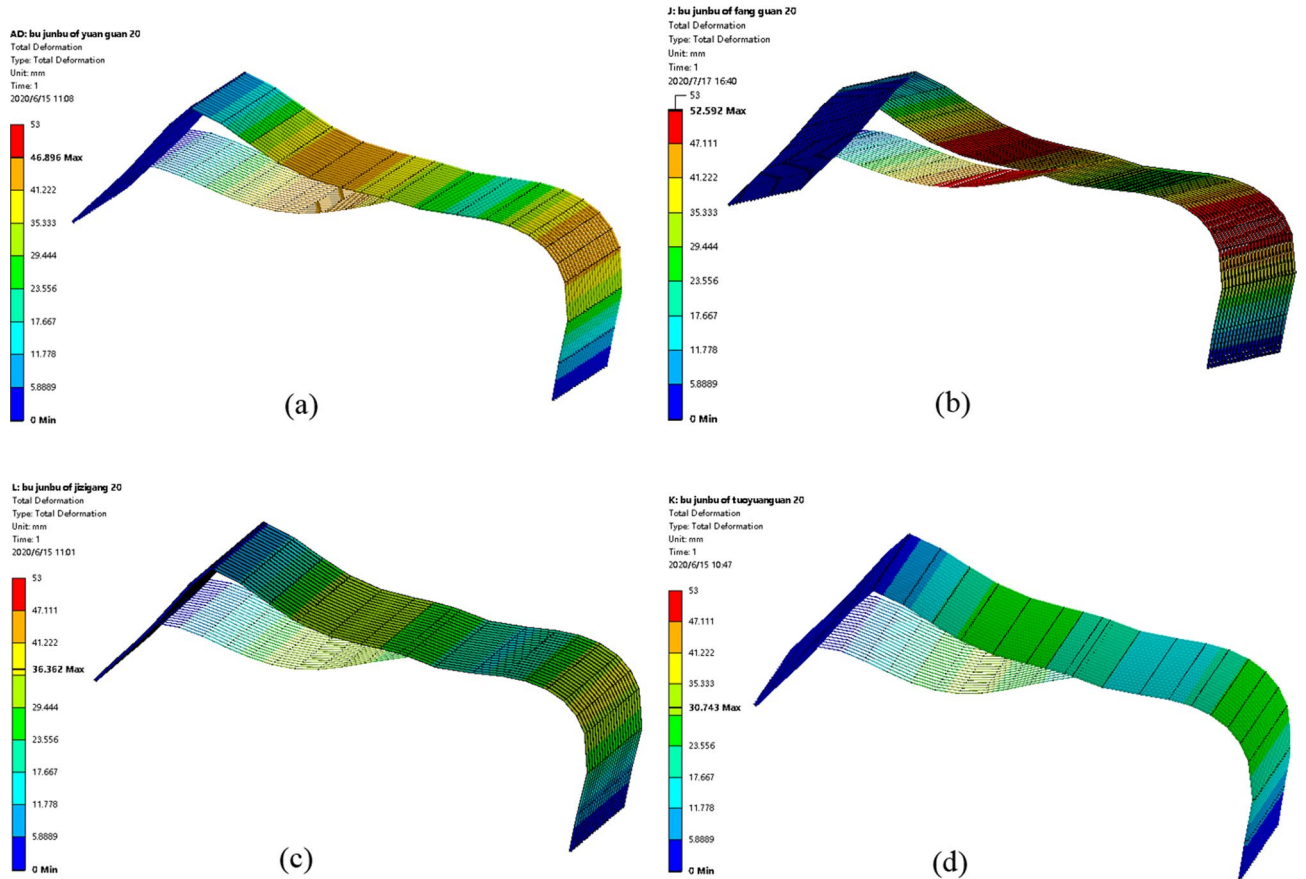 AD: bu junbu of yuan guan 20
Total Deformation
Type: Total Deformation
Unit: mm
Time: 1
2020/6/15 11:08
53
46.896 Max
41.222
35.333
29.444
23.556
17.667
11.778
5.8889
0 Min
(a)
J: bu junbu of fang guan 20
Total Deformation
Type: Total Deformation
Unit: mm
Time: 1
2020/7/17 16:40
53
52.592 Max
47.111
41.222
35.333
29.444
23.556
17.667
11.778
5.8889
0 Min
(b)
L: bu junbu of jizigang 20
Total Deformation
Type: Total Deformation
Unit: mm
Time: 1
2020/6/15 11:01
53
47.111
41.222
36.362 Max
29.444
23.556
17.667
11.778
5.8889
0 Min
(c)
K: bu junbu of tuoyuanguan 20
Total Deformation
Type: Total Deformation
Unit: mm
Time: 1
2020/6/15 10:47
53
47.111
41.222
35.333
30.743 Max
23.556
17.667
11.778
5.8889
0 Min
(d)